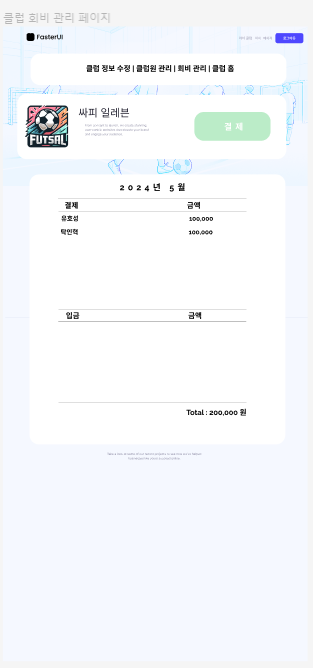 클럽 회비 관리 페이지
FasterUI
클럽 정보 수정 | 클럽원 관리 | 회비 관리 | 클럽 홈
FUTSAL
싸피 일레븐
결 제
2024년 5월
결제 금액
유호성 100,000
탁인혁 100,000
입금 금액
Total : 200,000 원